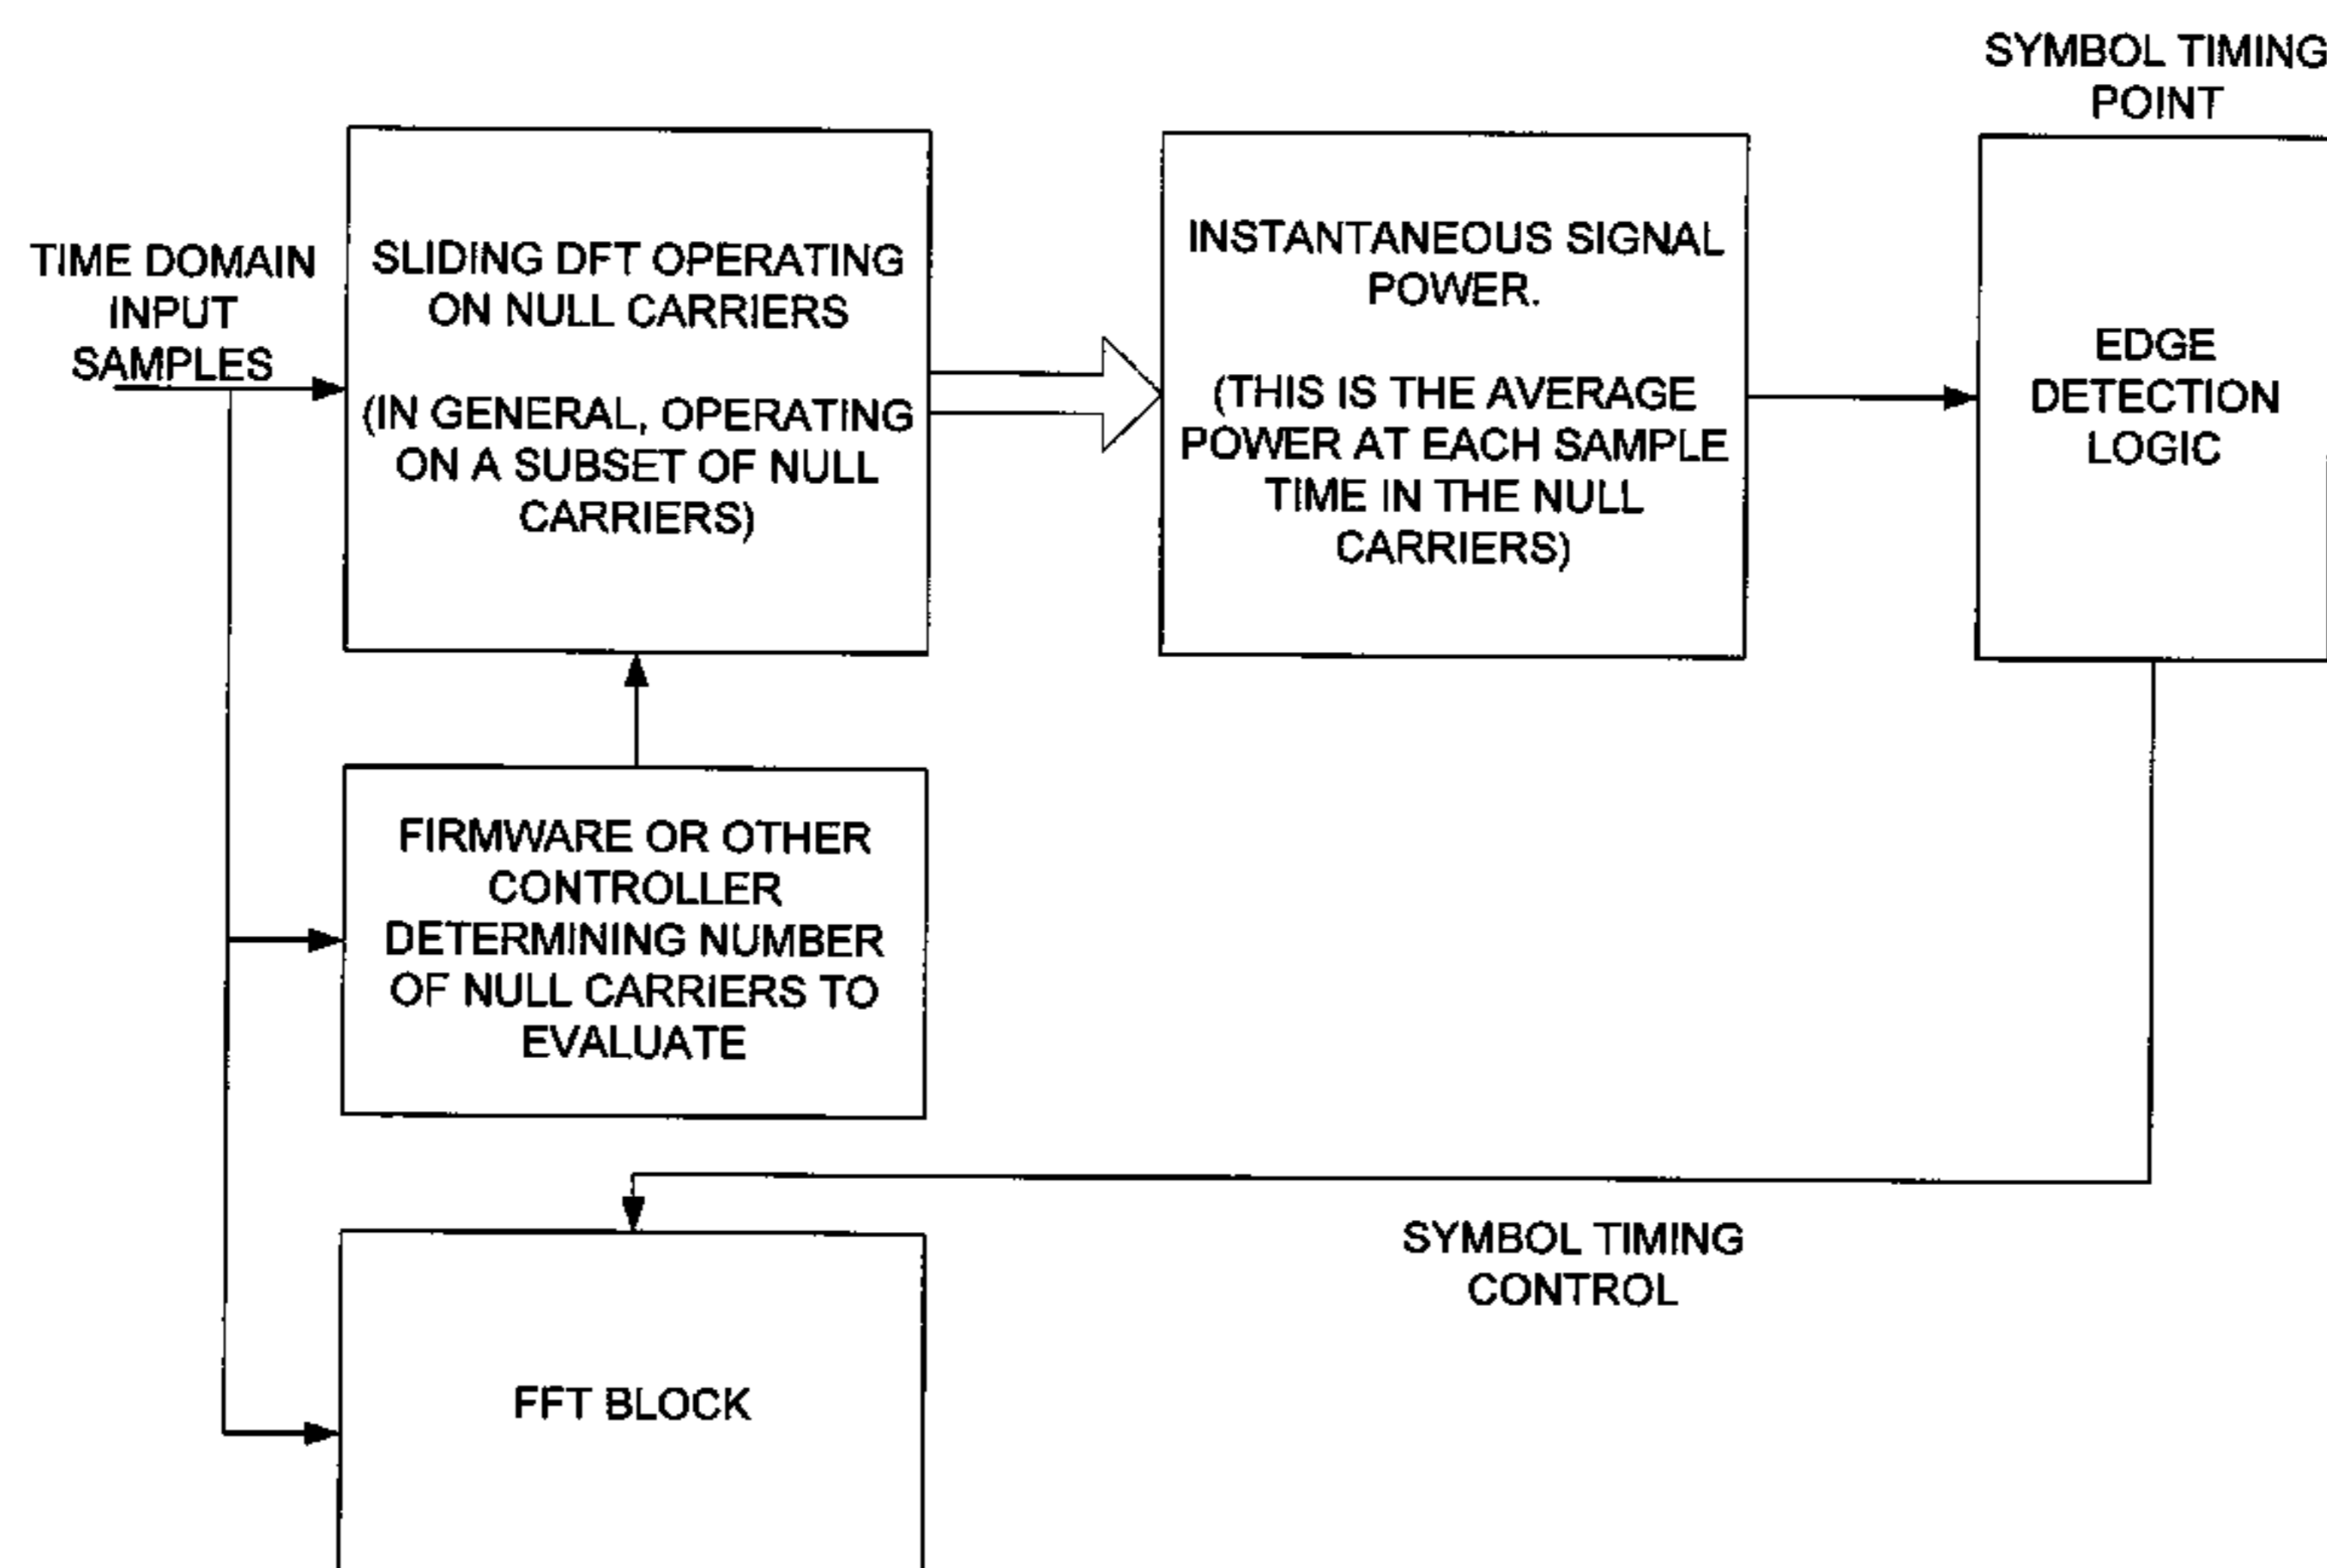 SYMBOL TIMING
POINT
TIME DOMAIN
INPUT
SAMPLES
SLIDING DFT OPERATING
ON NULL CARRIERS
(IN GENERAL, OPERATING
ON A SUBSET OF NULL
CARRIERS)
INSTANTANEOUS SIGNAL
POWER.
(THIS IS THE AVERAGE
POWER AT EACH SAMPLE
TIME IN THE NULL
CARRIERS)
EDGE
DETECTION
LOGIC
FIRMWARE OR OTHER
CONTROLLER
DETERMINING NUMBER
OF NULL CARRIERS TO
EVALUATE
SYMBOL TIMING
CONTROL
FFT BLOCK